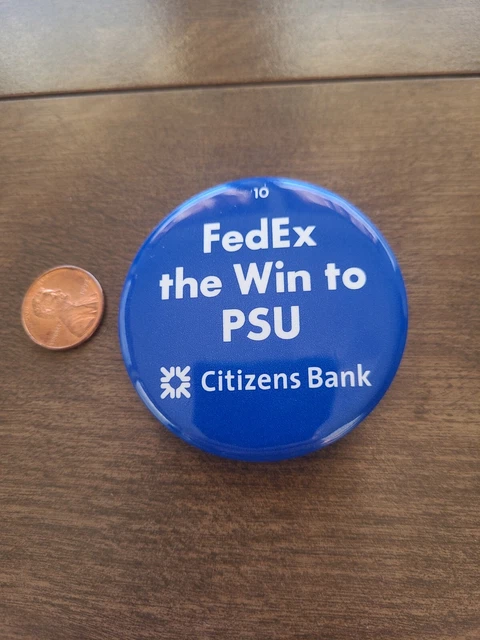 '10
FedEx
the Win to
PSU
Citizens Bank